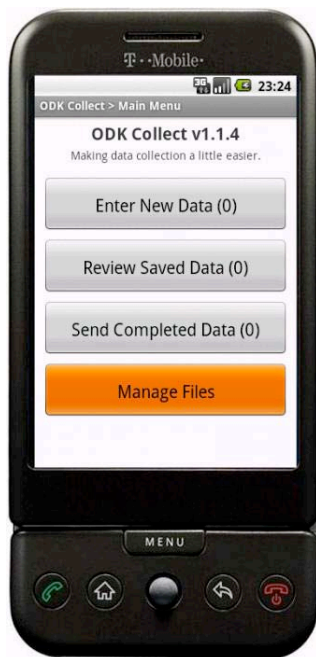 T··Mobile·
3G 23:24
ODK Collect > Main Menu
ODK Collect v1.1.4
Making data collection a little easier.
Enter New Data (0)
Review Saved Data (0)
Send Completed Data (0)
Manage Files
MENU